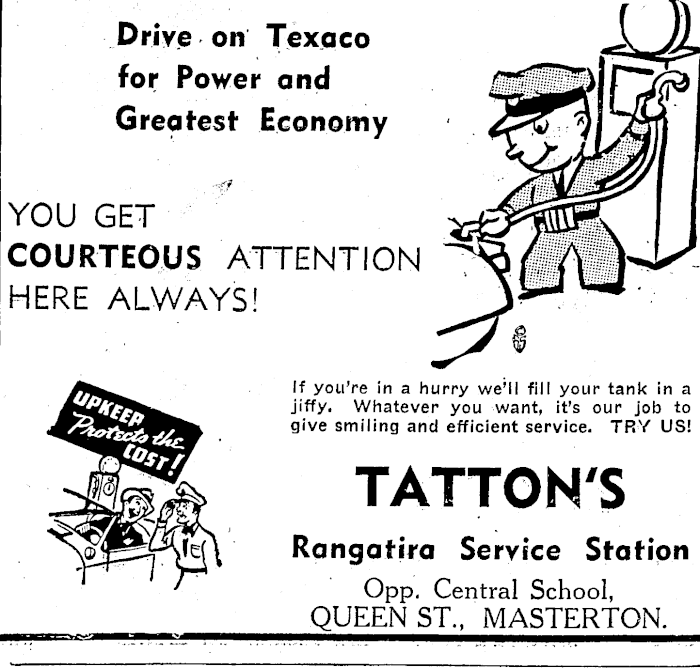 Drive on Texaco
for Power and
Greatest Economy
YOU GET
COURTEOUS ATTENTION
HERE ALWAYS!
If you're in a hurry we'll fill your tank in a
jiffy. Whatever you want, it's our job to
give smiling and efficient service. TRY US!
UPKEEP
Protects the
COST!
TATTON'S
Rangatira Service Station
Opp. Central School,
QUEEN ST., MASTERTON.